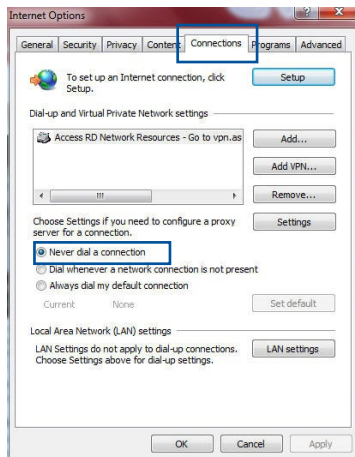 Internet Options
General Security Privacy Content Connections Programs Advanced
To set up an Internet connection, click
Setup.
Setup
Dial-up and Virtual Private Network settings
Access RD Network Resources - Go to vpn.as
Add...
Add VPN...
Remove...
Choose Settings if you need to configure a proxy
server for a connection.
Settings
Never dial a connection
Dial whenever a network connection is not present
Always dial my default connection
Current None
Set default
Local Area Network (LAN) settings
LAN Settings do not apply to dial-up connections.
Choose Settings above for dial-up settings.
LAN settings
OK Cancel Apply